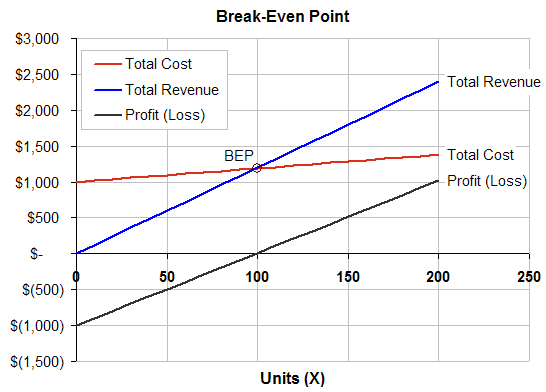 Break-Even Point
$3,000
$2,500
$2,000
$1,500
$1,000
$500
$-
$(500)
$(1,000)
$(1,500)
Total Cost
Total Revenue
Profit (Loss)
BEP
Total Revenue
Total Cost
Profit (Loss)
0 50 100 150 200 250
Units (X)